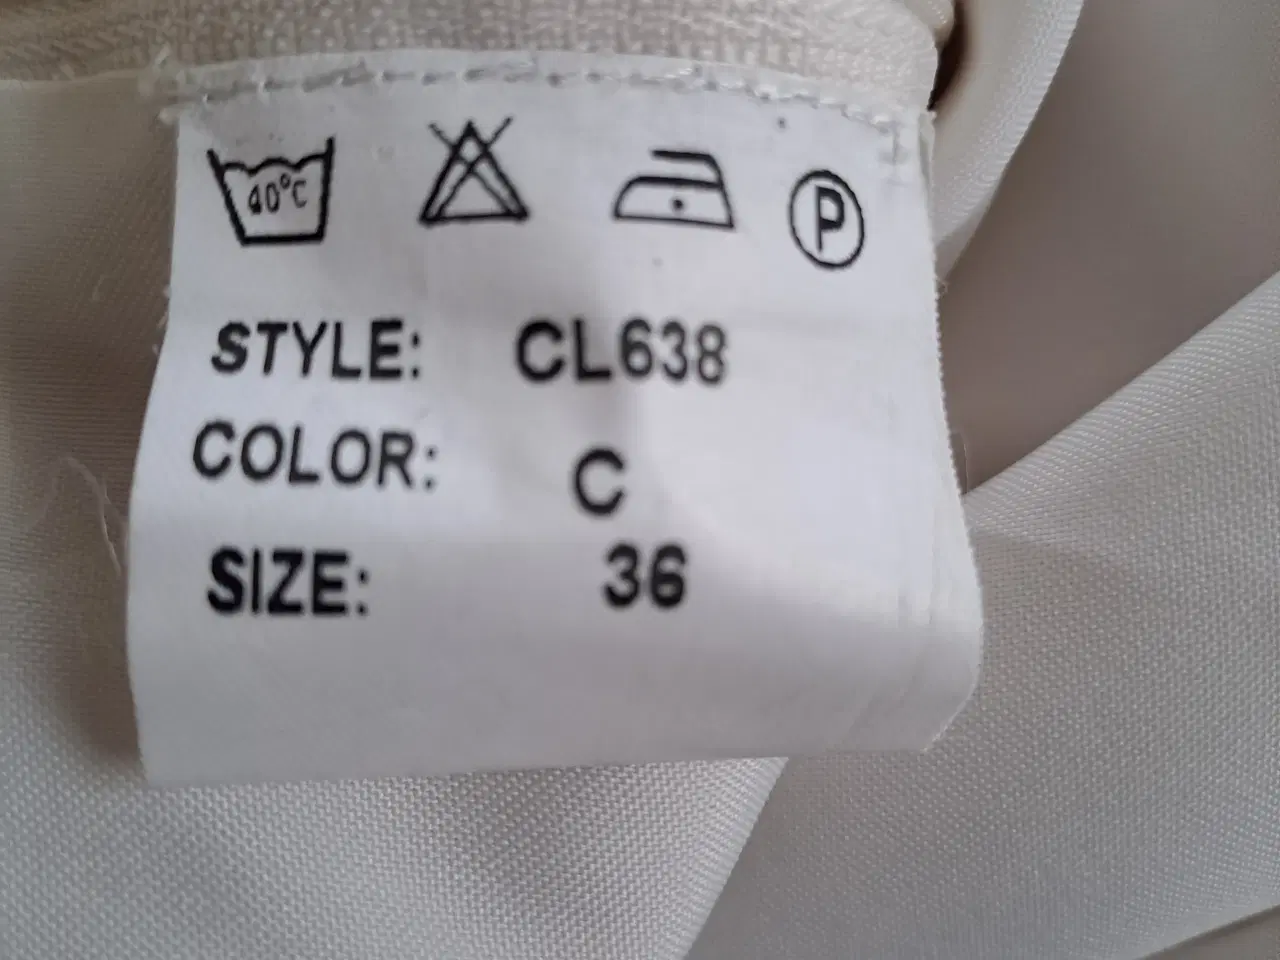 40°C
P
STYLE: CL638
COLOR: C
SIZE: 36